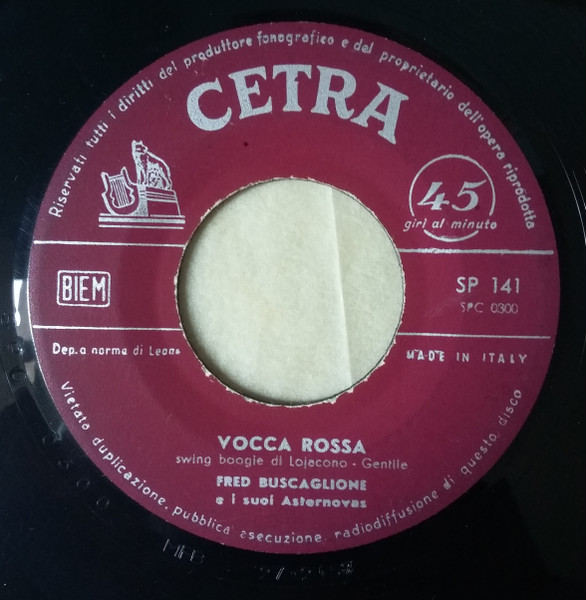 Riservati tutti i diritti del produttore fonografico e del proprietario dell'opera riprodotta
CETRA
45
giri al minuto
BIEM
SP 141
SPC 0300
Dep. a norma di Legge
MADE IN ITALY
VOCCA ROSSA
swing boogie di Lojacono - Gentile
FRED BUSCAGLIONE
e i suoi Asternovas
Vietato duplicazione, pubblica esecuzione, radiodiffusione di questo disco